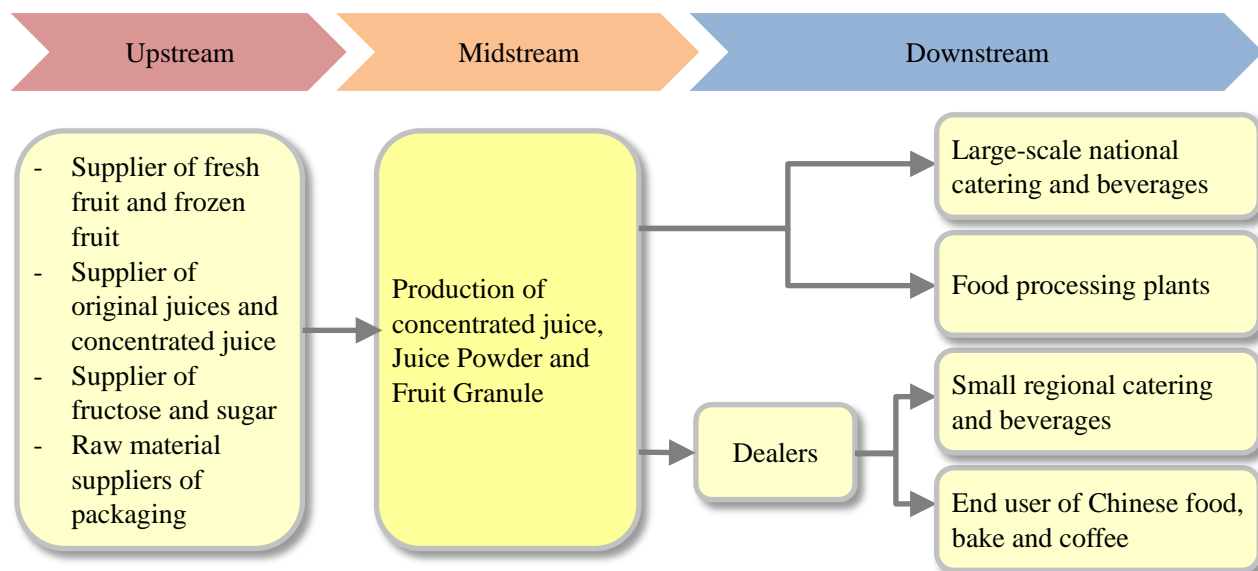 Upstream
Midstream
Downstream
- Supplier of fresh
fruit and frozen
fruit
- Supplier of
original juices and
concentrated juice
- Supplier of
fructose and sugar
- Raw material
suppliers of
packaging
Production of
concentrated juice,
Juice Powder and
Fruit Granule
Large-scale national
catering and beverages
Food processing plants
Dealers
Small regional catering
and beverages
End user of Chinese food,
bake and coffee